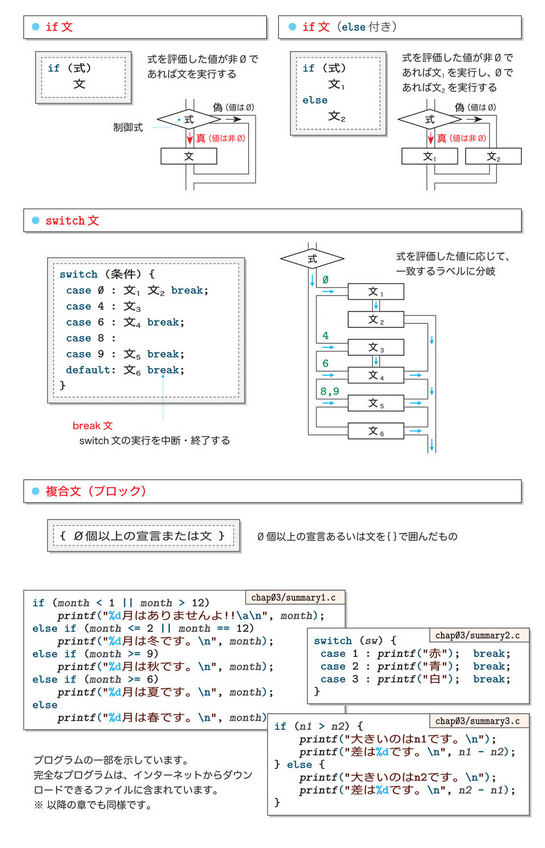 if 文
if (式)
文
式を評価した値が非0で
あれば文を実行する
制御式
式
偽 (値は0)
真 (値は非0)
文
if 文（else 付き）
if (式)
文1
else
文2
式を評価した値が非0で
あれば文1を実行し、0で
あれば文2を実行する
式
偽 (値は0)
真 (値は非0)
文1
文2
switch 文
switch (条件) {
case 0 : 文1 文2 break;
case 4 : 文3
case 6 : 文4 break;
case 8 :
case 9 : 文5 break;
default: 文6 break;
}
break 文
switch 文の実行を中断・終了する
式
0
文1
文2
4
文3
6
文4
8,9
文5
文6
式を評価した値に応じて、
一致するラベルに分岐
複合文（ブロック）
{ 0個以上の宣言または文 }
0個以上の宣言あるいは文を{}で囲んだもの
chap03/summary1.c
if (month < 1 || month > 12)
printf("%d月はありませんよ!!\a\n", month);
else if (month <= 2 || month == 12)
printf("%d月は冬です。\n", month);
else if (month >= 9)
printf("%d月は秋です。\n", month);
else if (month >= 6)
printf("%d月は夏です。\n", month);
else
printf("%d月は春です。\n", month)
chap03/summary2.c
switch (sw) {
case 1 : printf("赤"); break;
case 2 : printf("青"); break;
case 3 : printf("白"); break;
}
chap03/summary3.c
if (n1 > n2) {
printf("大きいのはn1です。\n");
printf("差は%dです。\n", n1 - n2);
} else {
printf("大きいのはn2です。\n");
printf("差は%dです。\n", n2 - n1);
}
プログラムの一部を示しています。
完全なプログラムは、インターネットからダウン
ロードできるファイルに含まれています。
※ 以降の章でも同様です。